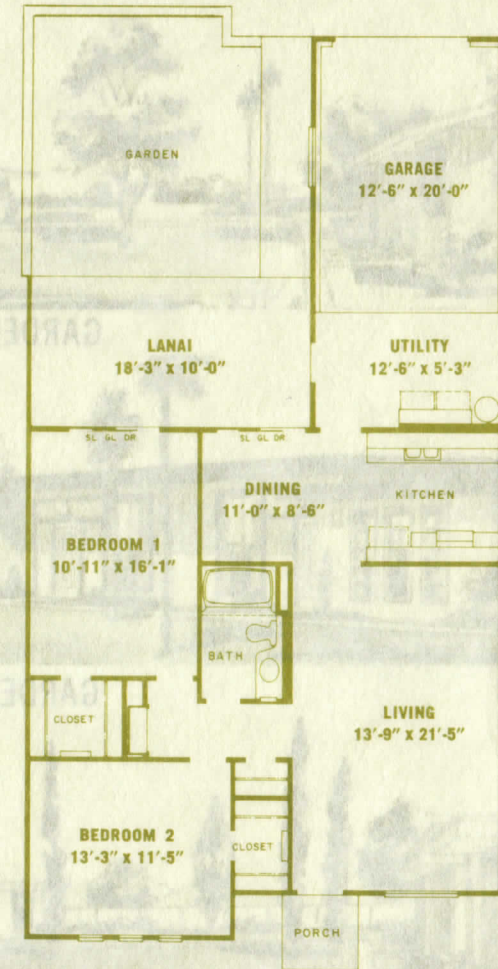 GARDEN
GARAGE
12'-6" x 20'-0"
LANAI
18'-3" x 10'-0"
UTILITY
12'-6" x 5'-3"
SL GL DR
SL GL DR
DINING
11'-0" x 8'-6"
KITCHEN
BEDROOM 1
10'-11" x 16'-1"
BATH
CLOSET
LIVING
13'-9" x 21'-5"
BEDROOM 2
13'-3" x 11'-5"
CLOSET
PORCH
GARDE
GARDE